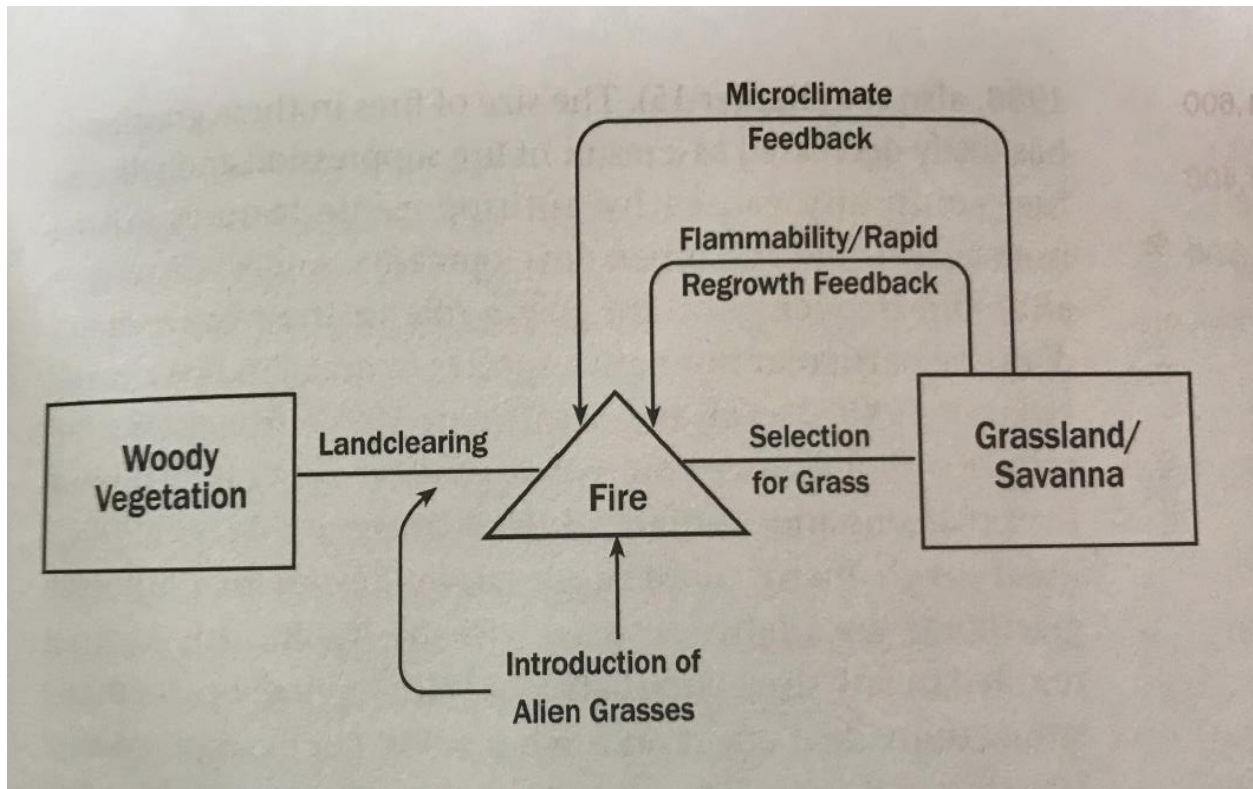 Microclimate
Feedback
Flammability/Rapid
Regrowth Feedback
Woody
Vegetation
Landclearing
Fire
Selection
for Grass
Grassland/
Savanna
Introduction of
Alien Grasses